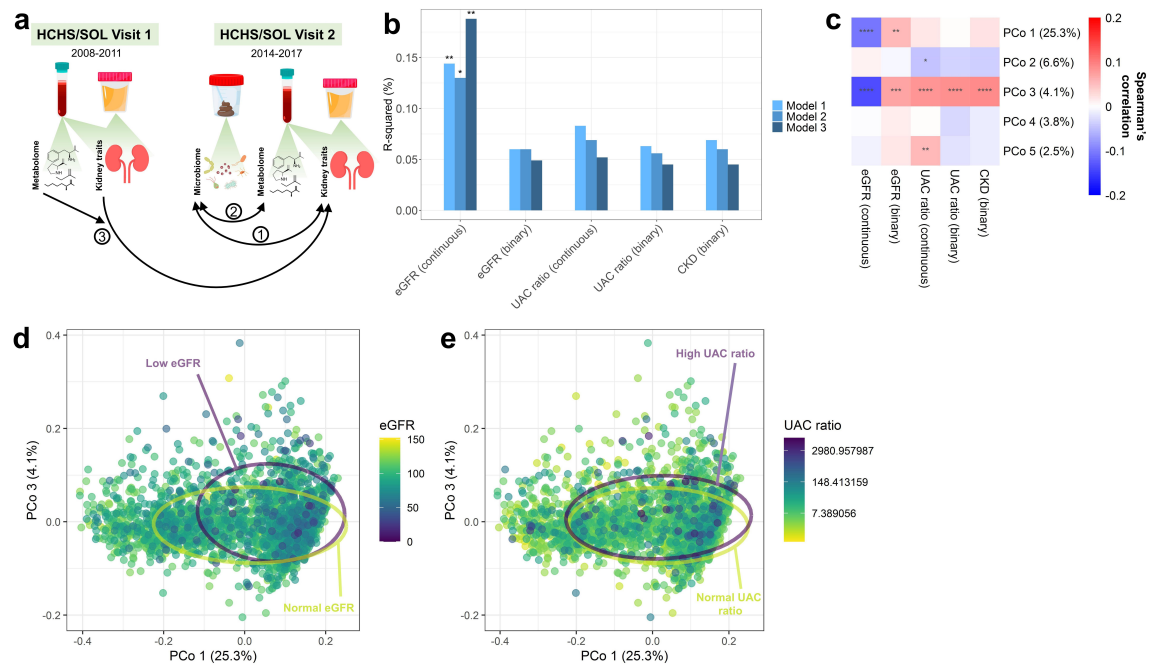 a
HCHS/SOL Visit 1
2008-2011
HCHS/SOL Visit 2
2014-2017
Metabolome
Kidney traits
Microbiome
Metabolome
Kidney traits
1
2
3
b
R-squared (%)
0.15
0.10
0.05
0.00
** * **
eGFR (continuous)
eGFR (binary)
UAC ratio (continuous)
UAC ratio (binary)
CKD (binary)
Model 1
Model 2
Model 3
c
**** **
*
**** *** **** **** ****
**
PCo 1 (25.3%)
PCo 2 (6.6%)
PCo 3 (4.1%)
PCo 4 (3.8%)
PCo 5 (2.5%)
eGFR (continuous)
eGFR (binary)
UAC ratio (continuous)
UAC ratio (binary)
CKD (binary)
0.2
0.1
0
-0.1
-0.2
Spearman's
correlation
d
PCo 3 (4.1%)
0.4
0.2
0.0
-0.2
-0.4 -0.2 0.0 0.2
PCo 1 (25.3%)
Low eGFR
Normal eGFR
eGFR
150
100
50
0
e
PCo 3 (4.1%)
0.4
0.2
0.0
-0.2
-0.4 -0.2 0.0 0.2
PCo 1 (25.3%)
High UAC ratio
Normal UAC
ratio
UAC ratio
2980.957987
148.413159
7.389056